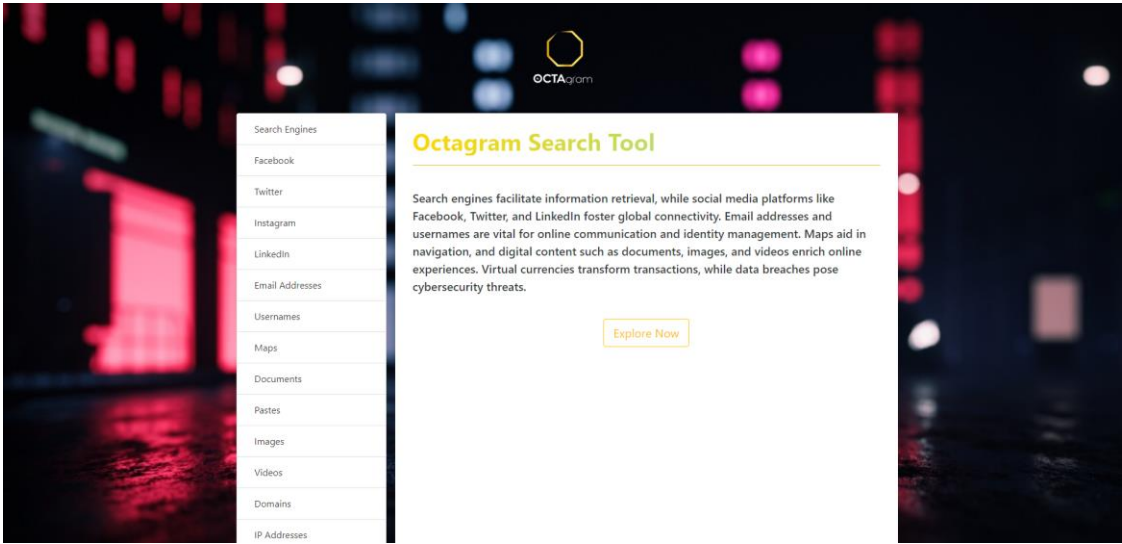 OCTAgram
Search Engines
Facebook
Twitter
Instagram
LinkedIn
Email Addresses
Usernames
Maps
Documents
Pastes
Images
Videos
Domains
IP Addresses
Octagram Search Tool
Search engines facilitate information retrieval, while social media platforms like
Facebook, Twitter, and LinkedIn foster global connectivity. Email addresses and
usernames are vital for online communication and identity management. Maps aid in
navigation, and digital content such as documents, images, and videos enrich online
experiences. Virtual currencies transform transactions, while data breaches pose
cybersecurity threats.
Explore Now